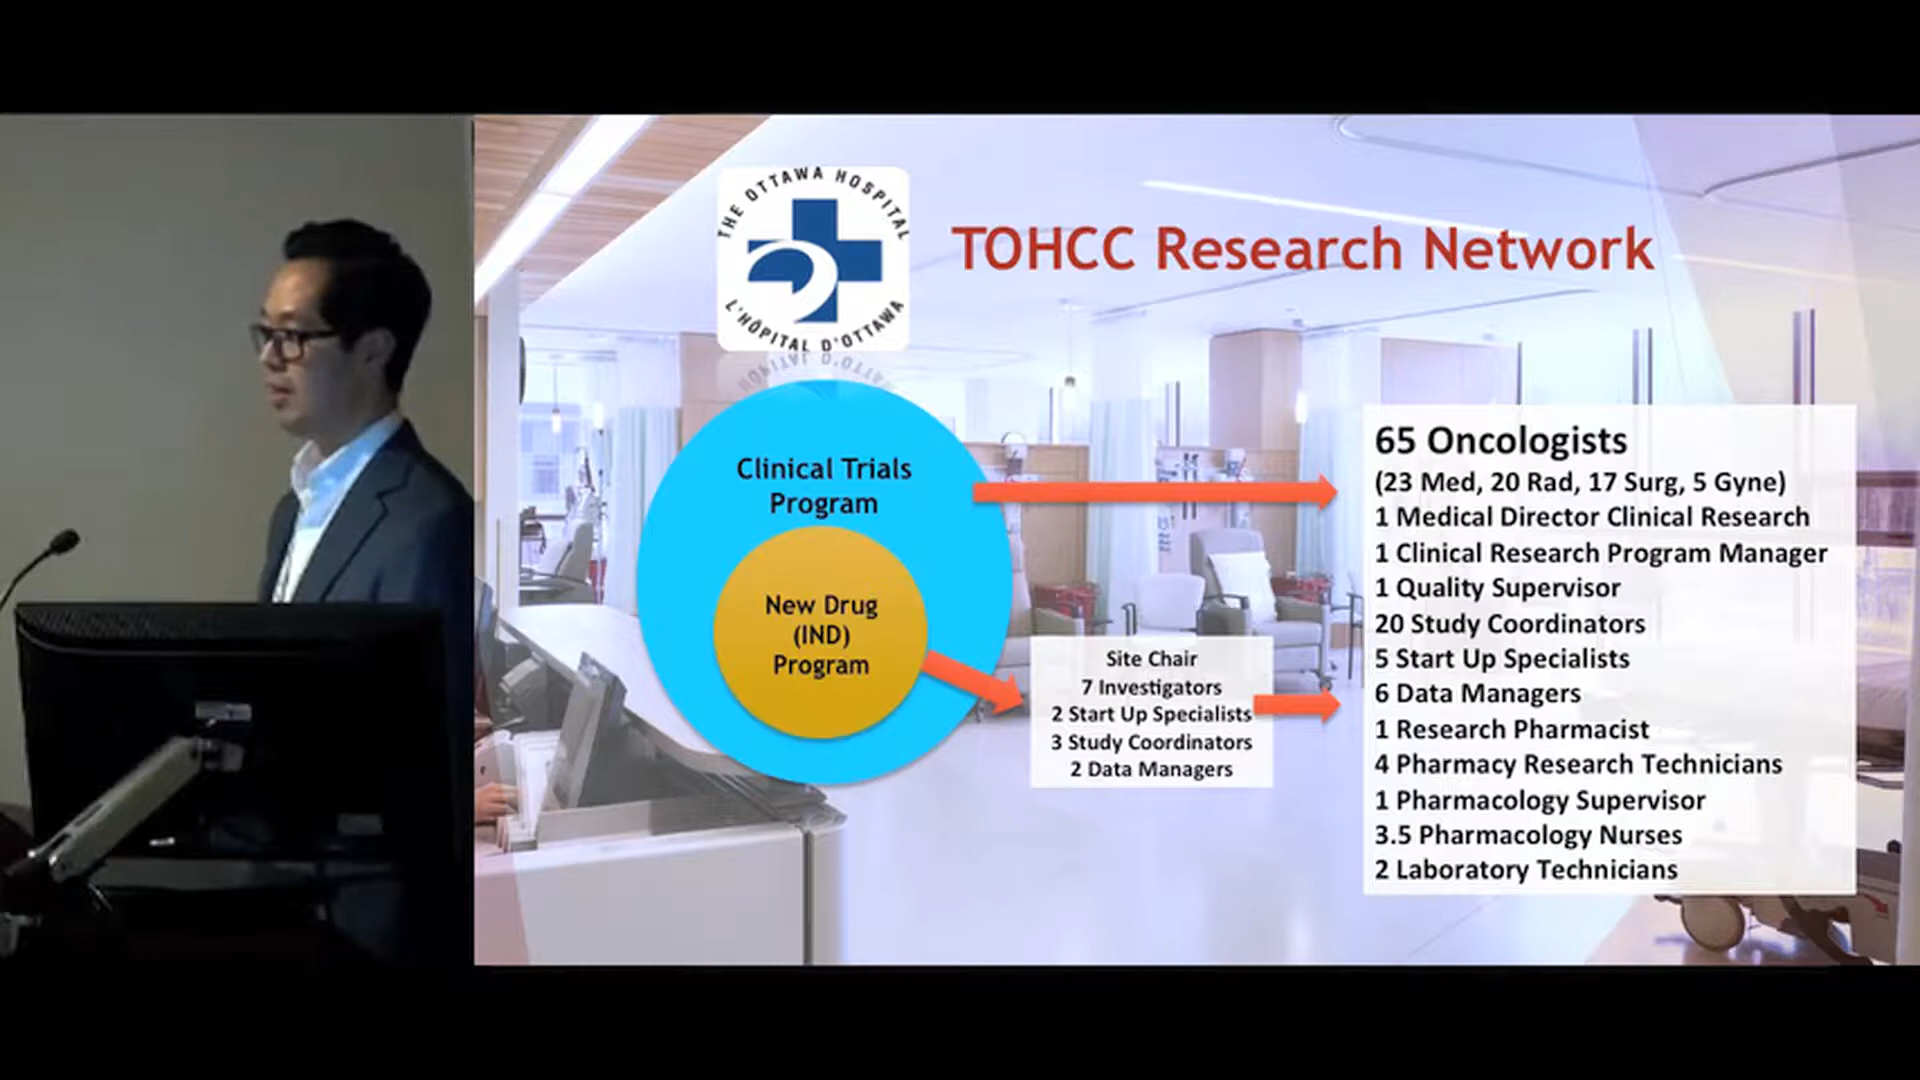 THE OTTAWA HOSPITAL
L'HÔPITAL D'OTTAWA
TOHCC Research Network
Clinical Trials
Program
New Drug
(IND)
Program
Site Chair
7 Investigators
2 Start Up Specialists
3 Study Coordinators
2 Data Managers
65 Oncologists
(23 Med, 20 Rad, 17 Surg, 5 Gyne)
1 Medical Director Clinical Research
1 Clinical Research Program Manager
1 Quality Supervisor
20 Study Coordinators
5 Start Up Specialists
6 Data Managers
1 Research Pharmacist
4 Pharmacy Research Technicians
1 Pharmacology Supervisor
3.5 Pharmacology Nurses
2 Laboratory Technicians